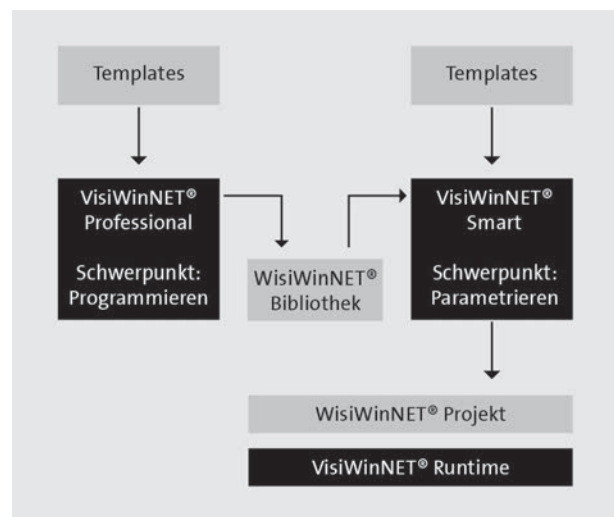 Templates
Templates
VisiWinNET®
Professional
Schwerpunkt:
Programmieren
VisiWinNET®
Smart
Schwerpunkt:
Parametrieren
WisiWinNET®
Bibliothek
WisiWinNET® Projekt
VisiWinNET® Runtime